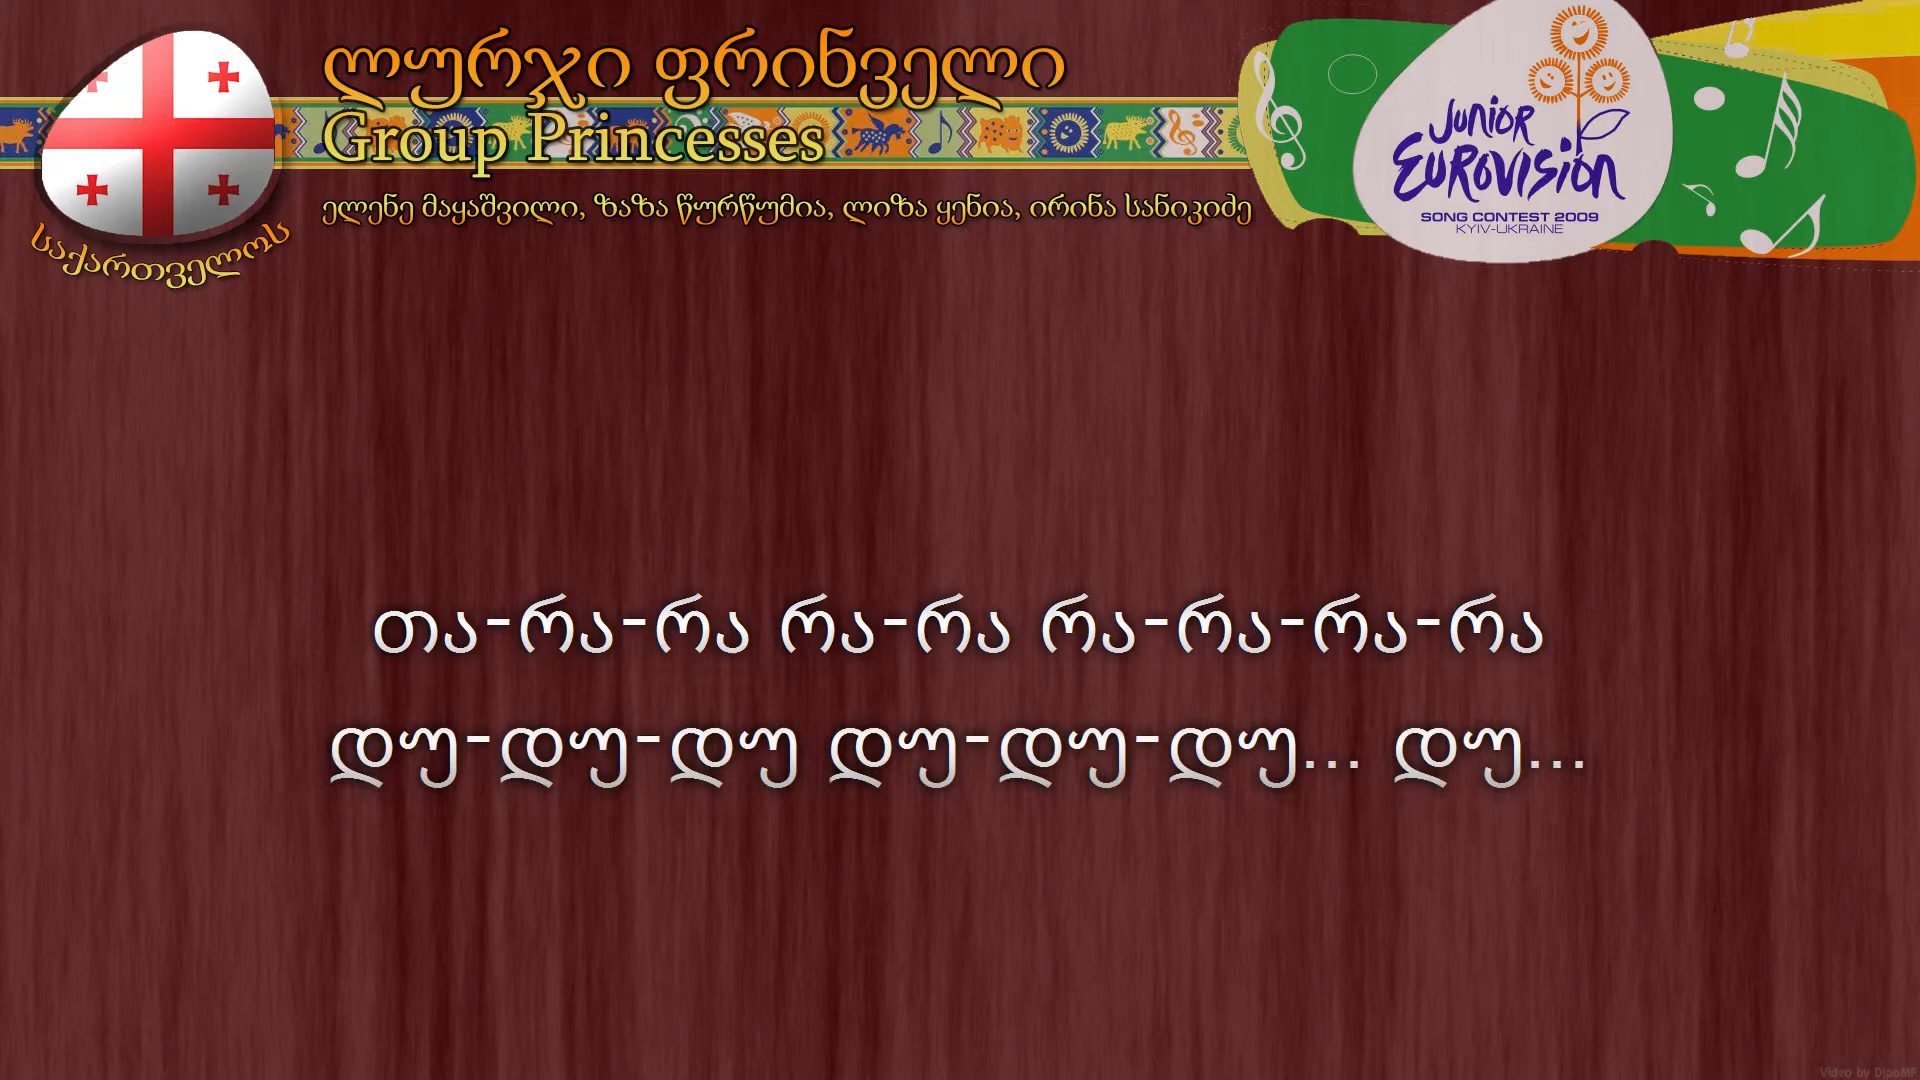 ლურჯი ფრინველი
Group Princesses
ელენე მაყაშვილი, ზაზა წურწუმია, ლიზა ყენია, ირინა სანიკიძე
საქართველოს
JUNIOR
EUROVISION
SONG CONTEST 2009
KYIV-UKRAINE
თა-რა-რა რა-რა რა-რა-რა-რა
დუ-დუ-დუ დუ-დუ-დუ... დუ...
Video by DjpoMF